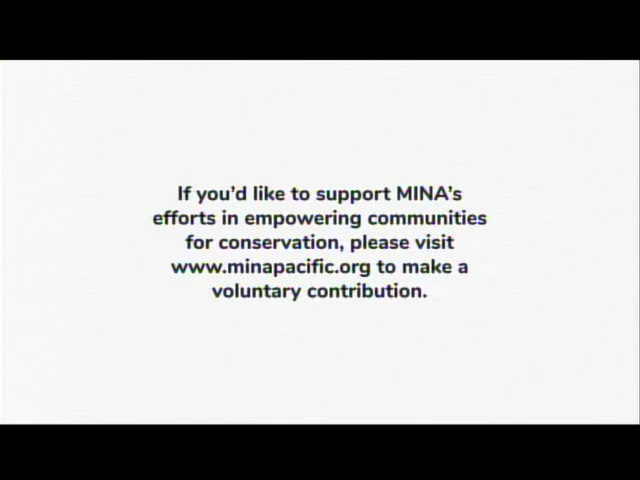 If you’d like to support MINA’s
efforts in empowering communities
for conservation, please visit
www.minapacific.org to make a
voluntary contribution.